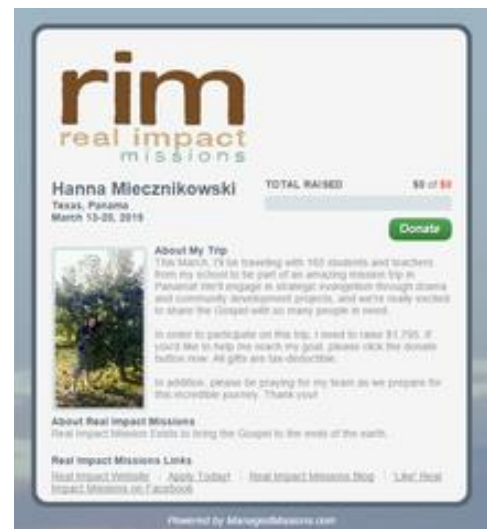 rim
real impact
missions
Hanna Miecznikowski
TOTAL RAISED $0 of $0
Texas, Panama
March 13-20, 2015
Donate
About My Trip
This March, I'll be traveling with 160 students and teachers
from my school to be part of an amazing mission trip in
Panama! We'll engage in strategic evangelism through drama
and community development projects, and we're really excited
to share the Gospel with so many people in need.
In order to participate on this trip, I need to raise $1,795. If
you'd like to help me reach my goal, please click the donate
button now. All gifts are tax-deductible.
In addition, please be praying for my team as we prepare for
this incredible journey. Thank you!
About Real Impact Missions
Real Impact Mission Exists to bring the Gospel to the ends of the earth.
Real Impact Missions Links
Real Impact Website | Apply Today! | Real Impact Missions Blog | 'Like' Real
Impact Missions on Facebook
Powered by ManagedMissions.com